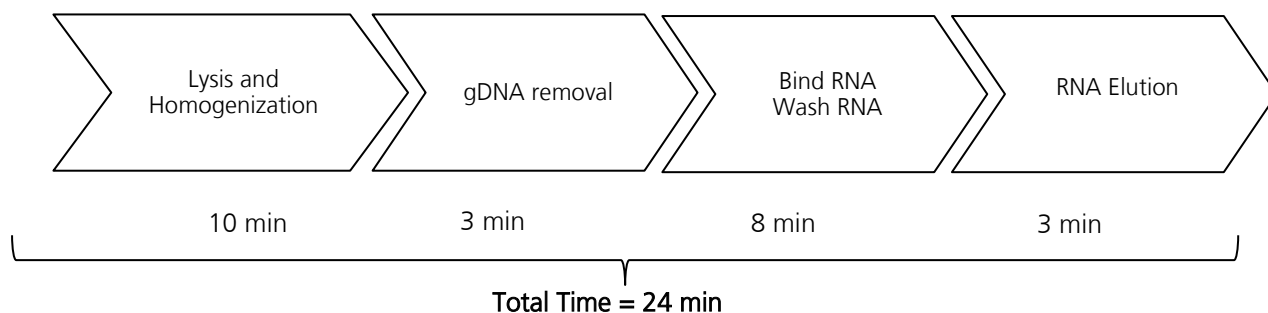 Lysis and
Homogenization
gDNA removal
Bind RNA
Wash RNA
RNA Elution
10 min
3 min
8 min
3 min
Total Time = 24 min